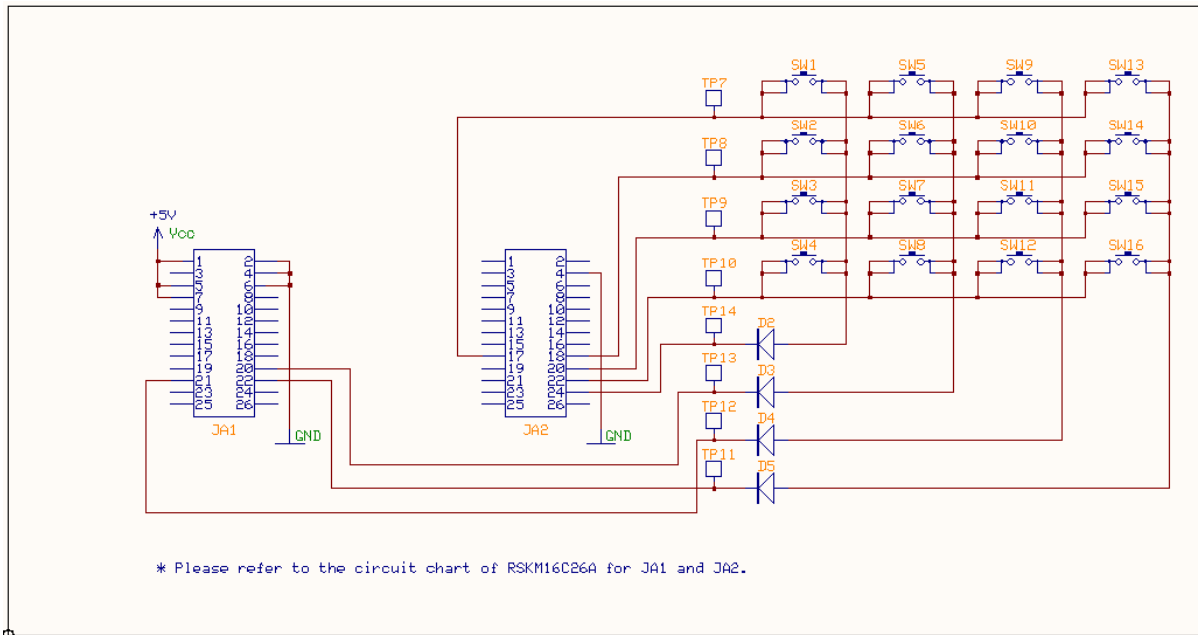 SW1 SW5 SW9 SW13
TP7
SW2 SW6 SW10 SW14
TP8
SW3 SW7 SW11 SW15
TP9
+5V
Vcc
SW4 SW8 SW12 SW16
TP10
1 2 1 2
3 4 3 4
5 6 5 6
7 8 7 8
9 10 9 10
11 12 11 12
13 14 13 14
15 16 15 16
17 18 17 18
19 20 19 20
21 22 21 22
23 24 23 24
25 26 25 26
TP14 D2
TP13 D3
TP12 D4
JA1 GND JA2 GND
TP11 D5
* Please refer to the circuit chart of RSKM16C26A for JA1 and JA2.